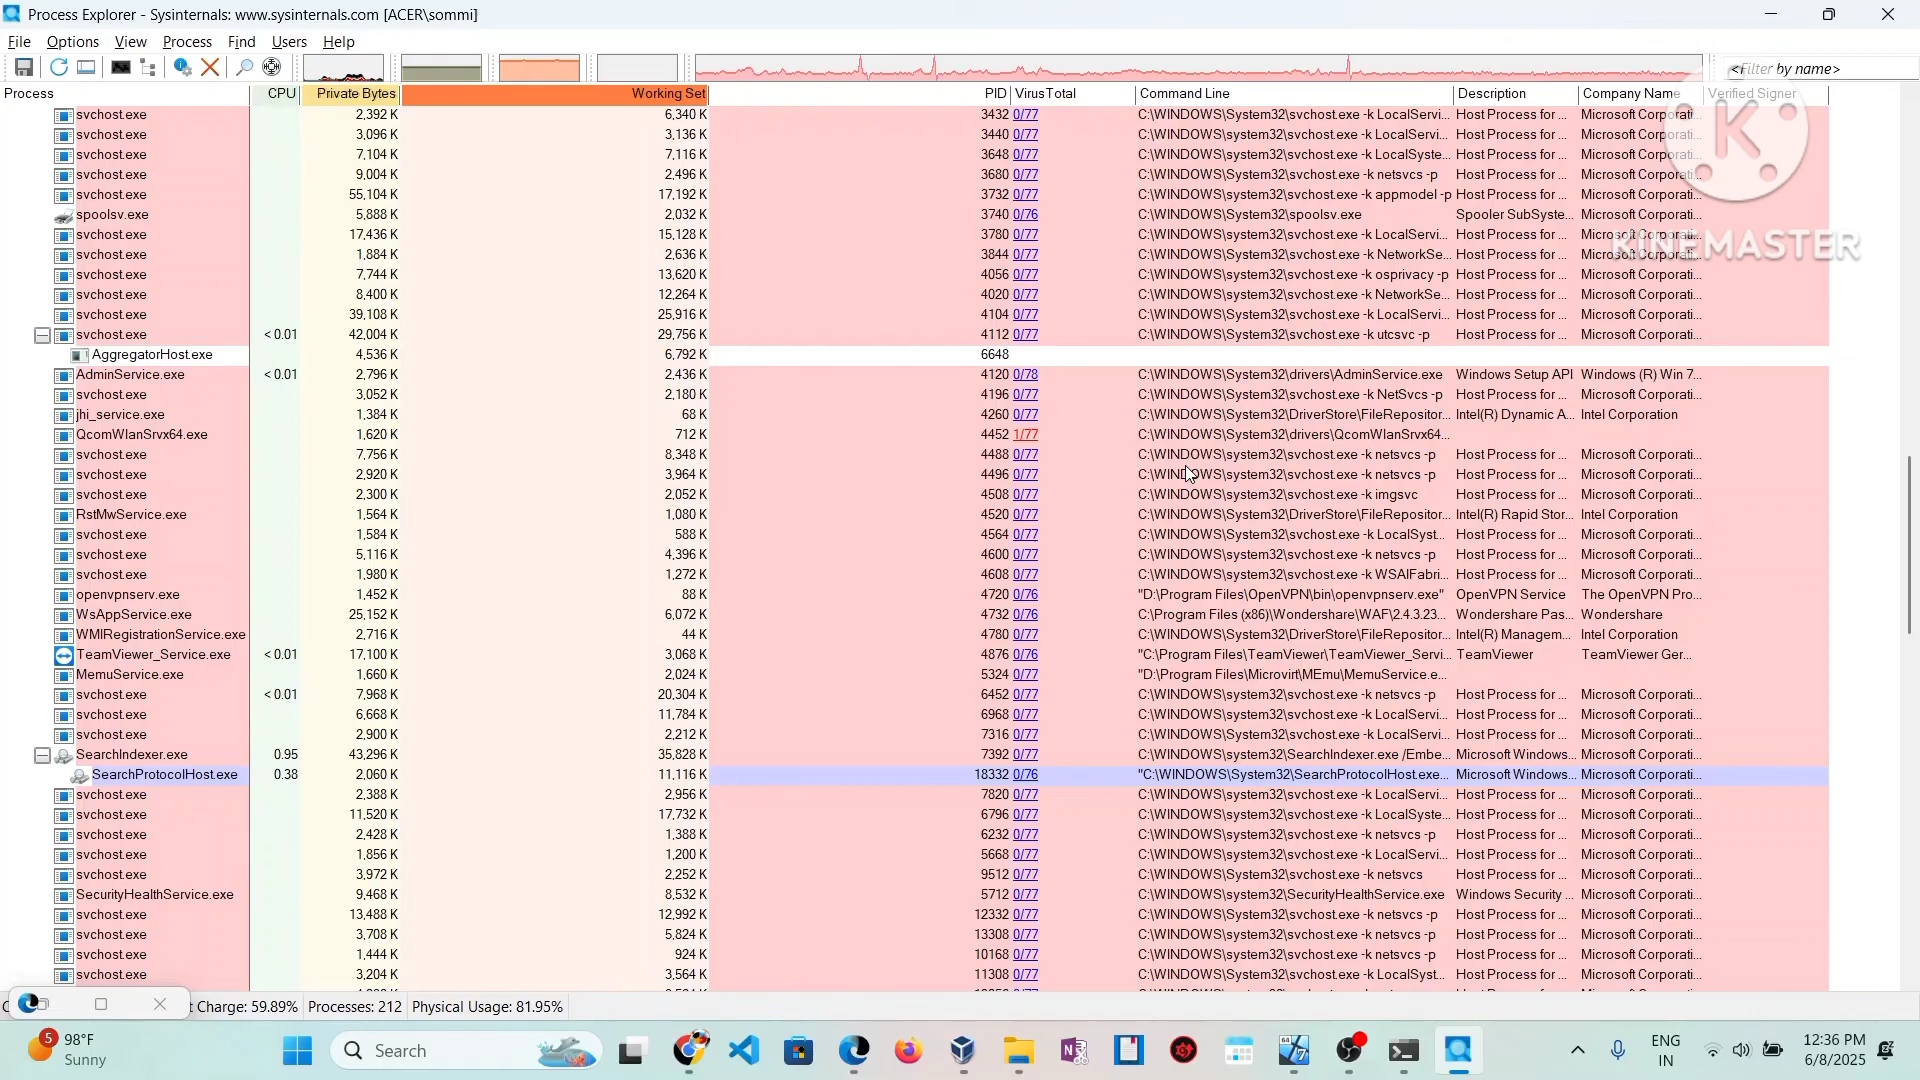 Process Explorer - Sysinternals: www.sysinternals.com [ACER\sommi]
File Options View Process Find Users Help
<Filter by name>
Process CPU Private Bytes Working Set PID VirusTotal Command Line Description Company Name Verified Signer
svchost.exe 2,392 K 6,340 K 3432 0/77 C:\WINDOWS\System32\svchost.exe -k LocalServi... Host Process for ... Microsoft Corporati...
svchost.exe 3,096 K 3,136 K 3440 0/77 C:\WINDOWS\System32\svchost.exe -k LocalServi... Host Process for ... Microsoft Corporati...
svchost.exe 7,104 K 7,116 K 3648 0/77 C:\WINDOWS\system32\svchost.exe -k LocalSyste... Host Process for ... Microsoft Corporati...
svchost.exe 9,004 K 2,496 K 3680 0/77 C:\WINDOWS\system32\svchost.exe -k netsvcs -p Host Process for ... Microsoft Corporati...
svchost.exe 55,104 K 17,192 K 3732 0/77 C:\WINDOWS\system32\svchost.exe -k appmodel -p Host Process for ... Microsoft Corporati...
spoolsv.exe 5,888 K 2,032 K 3740 0/76 C:\WINDOWS\System32\spoolsv.exe Spooler SubSyste... Microsoft Corporati...
svchost.exe 17,436 K 15,128 K 3780 0/77 C:\WINDOWS\system32\svchost.exe -k LocalServi... Host Process for ... Microsoft Corporati...
KINEMASTER
svchost.exe 1,884 K 2,636 K 3844 0/77 C:\WINDOWS\system32\svchost.exe -k NetworkSe... Host Process for ... Microsoft Corporati...
svchost.exe 7,744 K 13,620 K 4056 0/77 C:\WINDOWS\system32\svchost.exe -k osprivacy -p Host Process for ... Microsoft Corporati...
svchost.exe 8,400 K 12,264 K 4020 0/77 C:\WINDOWS\system32\svchost.exe -k NetworkSe... Host Process for ... Microsoft Corporati...
svchost.exe 39,108 K 25,916 K 4104 0/77 C:\WINDOWS\system32\svchost.exe -k LocalServi... Host Process for ... Microsoft Corporati...
svchost.exe < 0.01 42,004 K 29,756 K 4112 0/77 C:\WINDOWS\System32\svchost.exe -k utcsvc -p Host Process for ... Microsoft Corporati...
AggregatorHost.exe 4,536 K 6,792 K 6648
AdminService.exe < 0.01 2,796 K 2,436 K 4120 0/78 C:\WINDOWS\System32\drivers\AdminService.exe Windows Setup API Windows (R) Win 7...
svchost.exe 3,052 K 2,180 K 4196 0/77 C:\WINDOWS\System32\svchost.exe -k NetSvcs -p Host Process for ... Microsoft Corporati...
jhi_service.exe 1,384 K 68 K 4260 0/77 C:\WINDOWS\System32\DriverStore\FileRepositor... Intel(R) Dynamic A... Intel Corporation
QcomWlanSrvx64.exe 1,620 K 712 K 4452 1/77 C:\WINDOWS\System32\drivers\QcomWlanSrvx64...
svchost.exe 7,756 K 8,348 K 4488 0/77 C:\WINDOWS\system32\svchost.exe -k netsvcs -p Host Process for ... Microsoft Corporati...
svchost.exe 2,920 K 3,964 K 4496 0/77 C:\WINDOWS\system32\svchost.exe -k netsvcs -p Host Process for ... Microsoft Corporati...
svchost.exe 2,300 K 2,052 K 4508 0/77 C:\WINDOWS\system32\svchost.exe -k imgsvc Host Process for ... Microsoft Corporati...
RstMwService.exe 1,564 K 1,080 K 4520 0/77 C:\WINDOWS\System32\DriverStore\FileRepositor... Intel(R) Rapid Stor... Intel Corporation
svchost.exe 1,584 K 588 K 4564 0/77 C:\WINDOWS\system32\svchost.exe -k LocalSyst... Host Process for ... Microsoft Corporati...
svchost.exe 5,116 K 4,396 K 4600 0/77 C:\WINDOWS\system32\svchost.exe -k netsvcs -p Host Process for ... Microsoft Corporati...
svchost.exe 1,980 K 1,272 K 4608 0/77 C:\WINDOWS\system32\svchost.exe -k WSAIFabri... Host Process for ... Microsoft Corporati...
openvpnserv.exe 1,452 K 88 K 4720 0/76 "D:\Program Files\OpenVPN\bin\openvpnserv.exe" OpenVPN Service The OpenVPN Pro...
WsAppService.exe 25,152 K 6,072 K 4732 0/76 C:\Program Files (x86)\Wondershare\WAF\2.4.3.23... Wondershare Pas... Wondershare
WMIRegistrationService.exe 2,716 K 44 K 4780 0/77 C:\WINDOWS\System32\DriverStore\FileRepositor... Intel(R) Managem... Intel Corporation
TeamViewer_Service.exe < 0.01 17,100 K 3,068 K 4876 0/76 "C:\Program Files\TeamViewer\TeamViewer_Servi... TeamViewer TeamViewer Ger...
MemuService.exe 1,660 K 2,024 K 5324 0/77 "D:\Program Files\Microvirt\MEmu\MemuService.e...
svchost.exe < 0.01 7,968 K 20,304 K 6452 0/77 C:\WINDOWS\system32\svchost.exe -k netsvcs -p Host Process for ... Microsoft Corporati...
svchost.exe 6,668 K 11,784 K 6968 0/77 C:\WINDOWS\system32\svchost.exe -k LocalServi... Host Process for ... Microsoft Corporati...
svchost.exe 2,900 K 2,212 K 7316 0/77 C:\WINDOWS\system32\svchost.exe -k LocalServi... Host Process for ... Microsoft Corporati...
SearchIndexer.exe 0.95 43,296 K 35,828 K 7392 0/77 C:\WINDOWS\system32\SearchIndexer.exe /Embe... Microsoft Windows... Microsoft Corporati...
SearchProtocolHost.exe 0.38 2,060 K 11,116 K 18332 0/76 "C:\WINDOWS\System32\SearchProtocolHost.exe... Microsoft Windows... Microsoft Corporati...
svchost.exe 2,388 K 2,956 K 7820 0/77 C:\WINDOWS\system32\svchost.exe -k LocalServi... Host Process for ... Microsoft Corporati...
svchost.exe 11,520 K 17,732 K 6796 0/77 C:\WINDOWS\system32\svchost.exe -k LocalSyste... Host Process for ... Microsoft Corporati...
svchost.exe 2,428 K 1,388 K 6232 0/77 C:\WINDOWS\system32\svchost.exe -k netsvcs -p Host Process for ... Microsoft Corporati...
svchost.exe 1,856 K 1,200 K 5668 0/77 C:\WINDOWS\system32\svchost.exe -k LocalServi... Host Process for ... Microsoft Corporati...
svchost.exe 3,972 K 2,252 K 9512 0/77 C:\WINDOWS\system32\svchost.exe -k netsvcs Host Process for ... Microsoft Corporati...
SecurityHealthService.exe 9,468 K 8,532 K 5712 0/77 C:\WINDOWS\system32\SecurityHealthService.exe Windows Security ... Microsoft Corporati...
svchost.exe 13,488 K 12,992 K 12332 0/77 C:\WINDOWS\system32\svchost.exe -k netsvcs -p Host Process for ... Microsoft Corporati...
svchost.exe 3,708 K 5,824 K 13308 0/77 C:\WINDOWS\system32\svchost.exe -k netsvcs -p Host Process for ... Microsoft Corporati...
svchost.exe 1,444 K 924 K 10168 0/77 C:\WINDOWS\system32\svchost.exe -k netsvcs -p Host Process for ... Microsoft Corporati...
svchost.exe 3,204 K 3,564 K 11308 0/77 C:\WINDOWS\System32\svchost.exe -k LocalSyst... Host Process for ... Microsoft Corporati...
Charge: 59.89% Processes: 212 Physical Usage: 81.95%
5 98°F Sunny Search 64 ENG IN 12:36 PM 6/8/2025